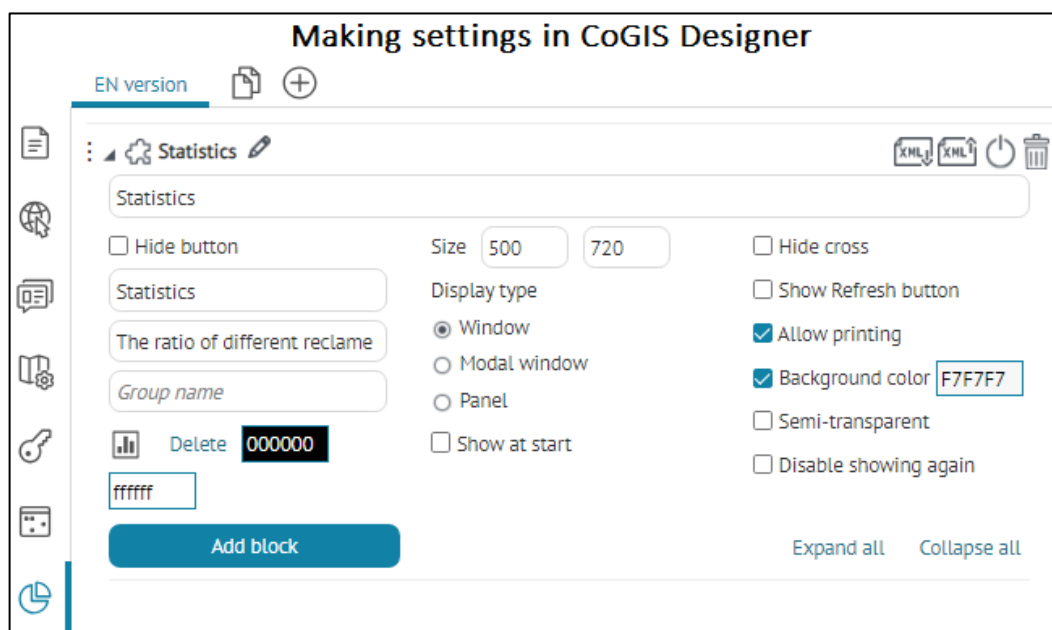 Making settings in CoGIS Designer
EN version
Statistics
XML XML
Statistics
Hide button
Size 500 720
Hide cross
Statistics
Display type
Show Refresh button
The ratio of different reclame
Window
Allow printing
Group name
Modal window
Background color F7F7F7
Panel
Semi-transparent
Delete 000000
Show at start
Disable showing again
ffffff
Add block
Expand all Collapse all